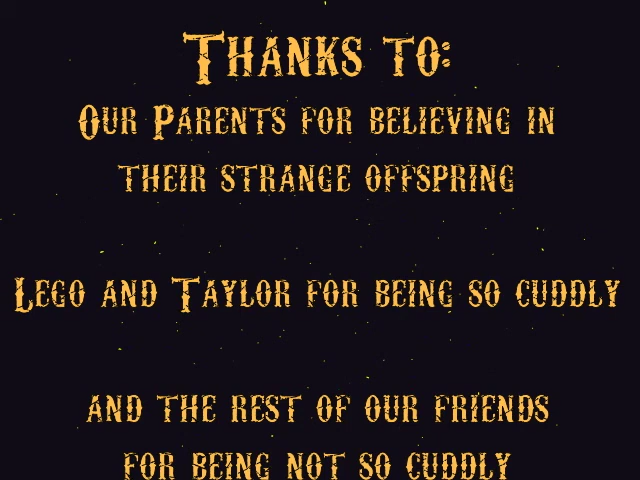 Thanks to:
Our Parents for believing in
their strange offspring
Lego and Taylor for being so cuddly
and the rest of our friends
for being not so cuddly